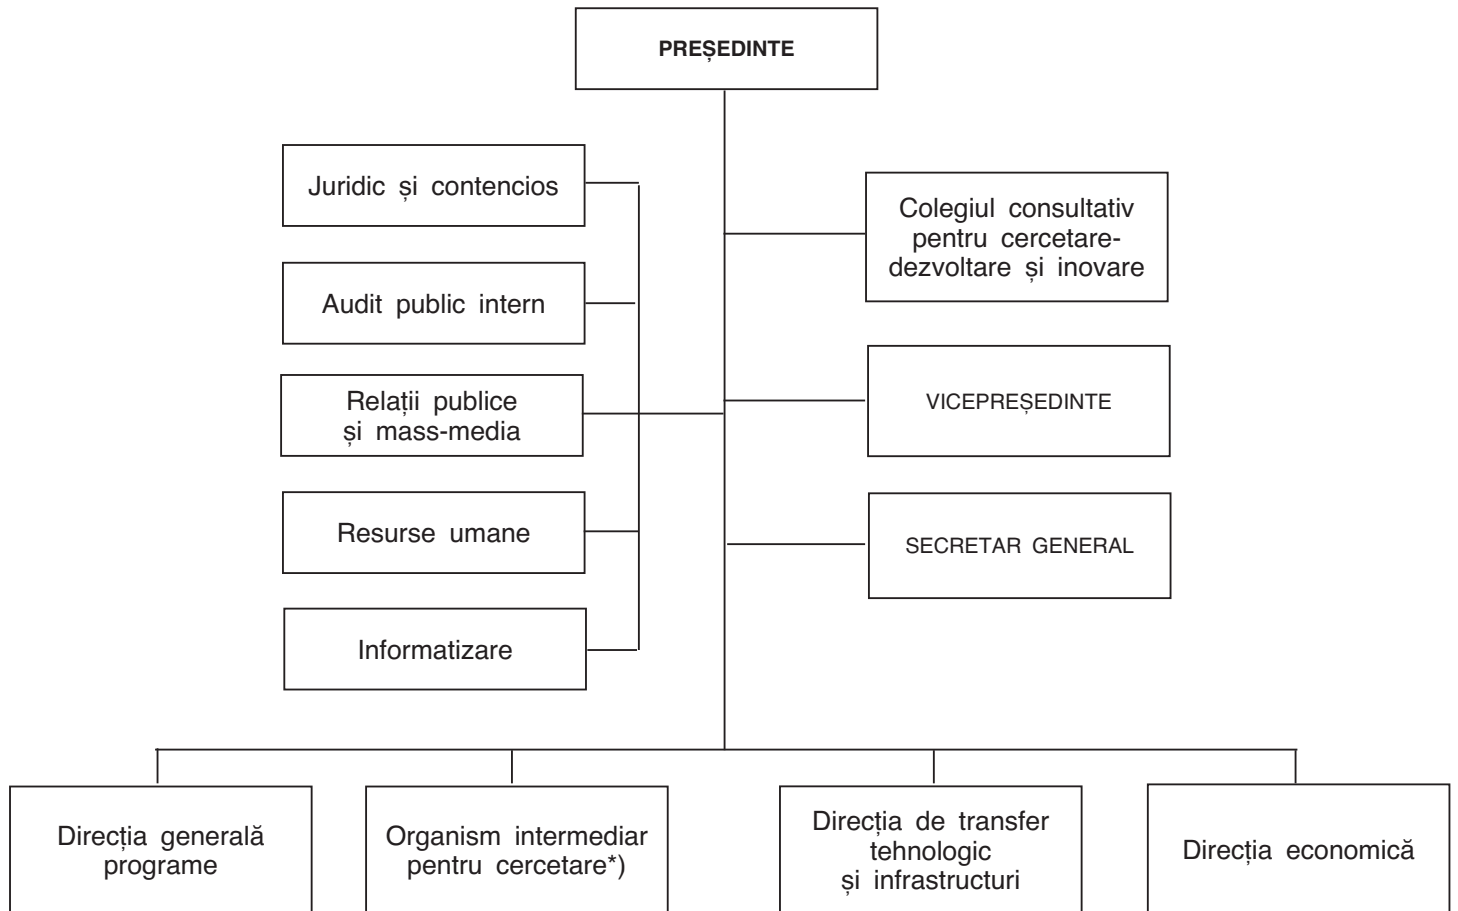 PREȘEDINTE
Juridic și contencios
Colegiul consultativ
pentru cercetare-
dezvoltare și inovare
Audit public intern
Relații publice
și mass-media
VICEPREȘEDINTE
Resurse umane
SECRETAR GENERAL
Informatizare
Direcția generală
programe
Organism intermediar
pentru cercetare*)
Direcția de transfer
tehnologic
și infrastructuri
Direcția economică